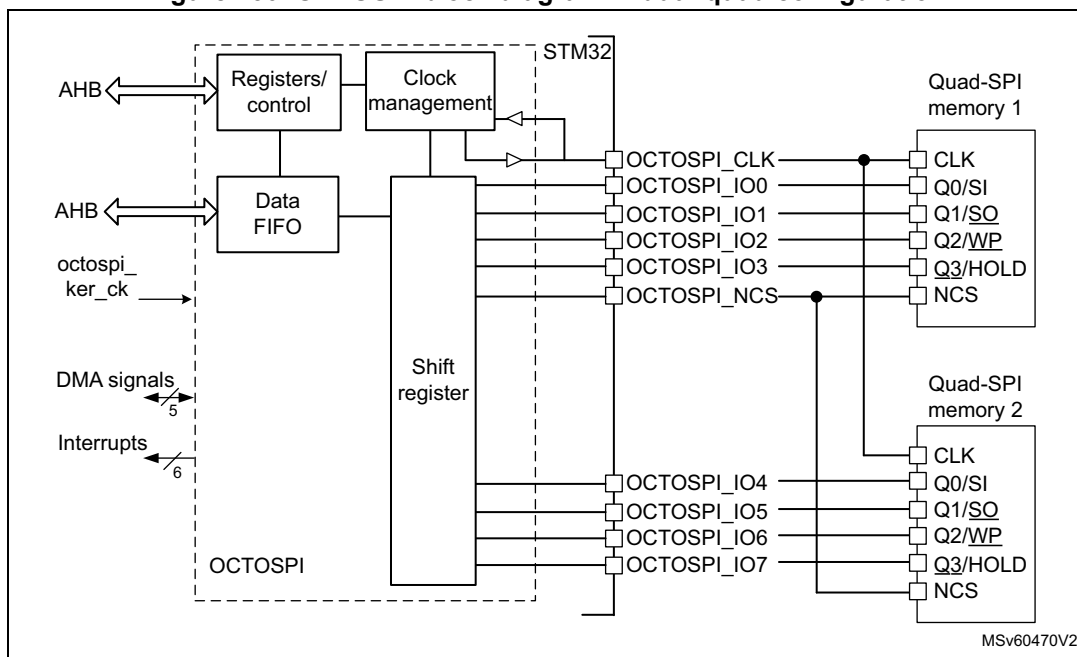 STM32
AHB
Registers/
control
Clock
management
Quad-SPI
memory 1
OCTOSPI_CLK
CLK
OCTOSPI_IO0
Q0/SI
AHB
Data
FIFO
OCTOSPI_IO1
Q1/SO
OCTOSPI_IO2
Q2/WP
OCTOSPI_IO3
Q3/HOLD
octospi_
ker_ck
OCTOSPI_NCS
NCS
Shift
register
DMA signals
5
Quad-SPI
memory 2
Interrupts
6
CLK
OCTOSPI_IO4
Q0/SI
OCTOSPI_IO5
Q1/SO
OCTOSPI_IO6
Q2/WP
OCTOSPI
OCTOSPI_IO7
Q3/HOLD
NCS
MSv60470V2